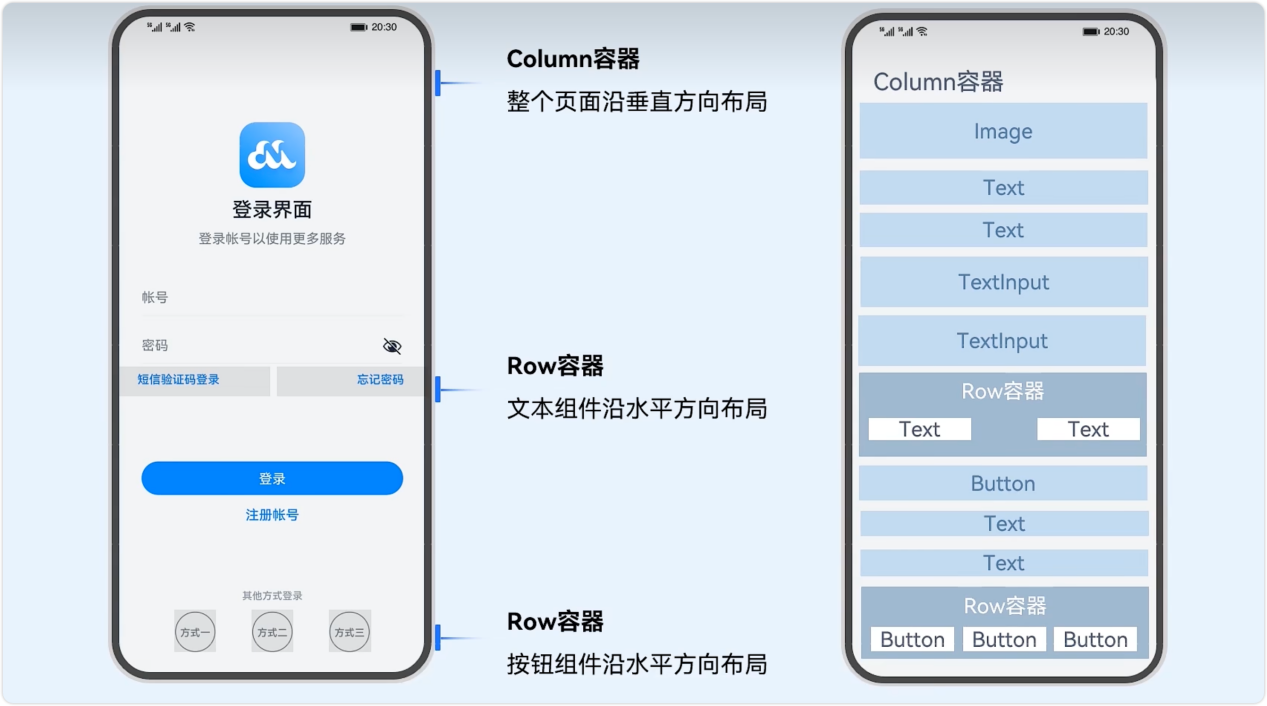 5G 5G 20:30
登录界面
登录帐号以使用更多服务
帐号
密码
短信验证码登录 忘记密码
登录
注册帐号
其他方式登录
方式一 方式二 方式三
Column容器
整个页面沿垂直方向布局
Row容器
文本组件沿水平方向布局
Row容器
按钮组件沿水平方向布局
5G 5G 20:30
Column容器
Image
Text
Text
TextInput
TextInput
Row容器
Text Text
Button
Text
Text
Row容器
Button Button Button